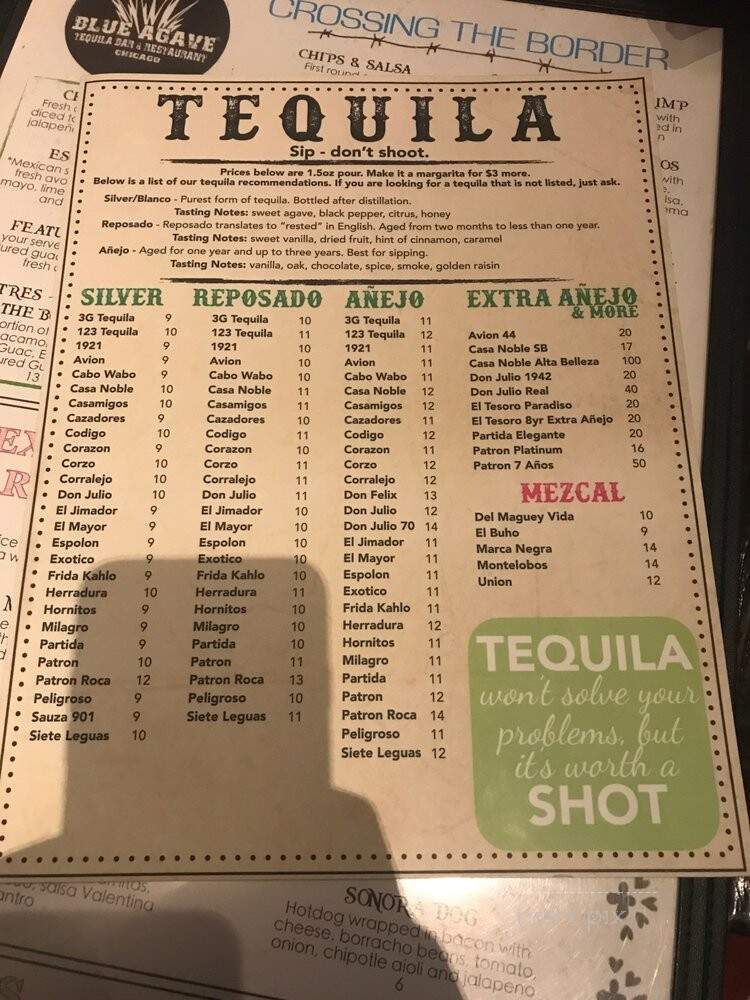 BLUE AGAVE
TEQUILA BAR & RESTAURANT
CHICAGO
CROSSING THE BORDER
CHIPS & SALSA
First round
TEQUILA
Sip - don't shoot.
Prices below are 1.5oz pour. Make it a margarita for $3 more.
Below is a list of our tequila recommendations. If you are looking for a tequila that is not listed, just ask.
Silver/Blanco - Purest form of tequila. Bottled after distillation.
Tasting Notes: sweet agave, black pepper, citrus, honey
Reposado - Reposado translates to "rested" in English. Aged from two months to less than one year.
Tasting Notes: sweet vanilla, dried fruit, hint of cinnamon, caramel
Añejo - Aged for one year and up to three years. Best for sipping.
Tasting Notes: vanilla, oak, chocolate, spice, smoke, golden raisin
SILVER
3G Tequila 9
123 Tequila 10
1921 9
Avion 9
Cabo Wabo 9
Casa Noble 10
Casamigos 10
Cazadores 9
Codigo 10
Corazon 9
Corzo 10
Corralejo 10
Don Julio 10
El Jimador 9
El Mayor 9
Espolon 9
Exotico 9
Frida Kahlo 9
Herradura 10
Hornitos 9
Milagro 9
Partida 9
Patron 10
Patron Roca 12
Peligroso 9
Sauza 901 9
Siete Leguas 10
REPOSADO
3G Tequila 10
123 Tequila 11
1921 10
Avion 10
Cabo Wabo 10
Casa Noble 11
Casamigos 11
Cazadores 10
Codigo 11
Corazon 10
Corzo 11
Corralejo 11
Don Julio 11
El Jimador 10
El Mayor 10
Espolon 10
Exotico 10
Frida Kahlo 10
Herradura 11
Hornitos 10
Milagro 10
Partida 10
Patron 11
Patron Roca 13
Peligroso 10
Siete Leguas 11
AÑEJO
3G Tequila 11
123 Tequila 12
1921 11
Avion 11
Cabo Wabo 11
Casa Noble 12
Casamigos 12
Cazadores 11
Codigo 12
Corazon 11
Corzo 12
Corralejo 12
Don Felix 13
Don Julio 12
Don Julio 70 14
El Jimador 11
El Mayor 11
Espolon 11
Exotico 11
Frida Kahlo 11
Herradura 12
Hornitos 11
Milagro 11
Partida 11
Patron 12
Patron Roca 14
Peligroso 11
Siete Leguas 12
EXTRA AÑEJO
& MORE
Avion 44 20
Casa Noble SB 17
Casa Noble Alta Belleza 100
Don Julio 1942 20
Don Julio Real 40
El Tesoro Paradiso 20
El Tesoro 8yr Extra Añejo 20
Partida Elegante 20
Patron Platinum 16
Patron 7 Años 50
MEZCAL
Del Maguey Vida 10
El Buho 9
Marca Negra 14
Montelobos 14
Union 12
TEQUILA
won't solve your
problems, but
it's worth a
SHOT
salsa Valentina
SONORA DOG
Hotdog wrapped in bacon with
cheese, borracho beans, tomato,
onion, chipotle aioli and jalapeno
6